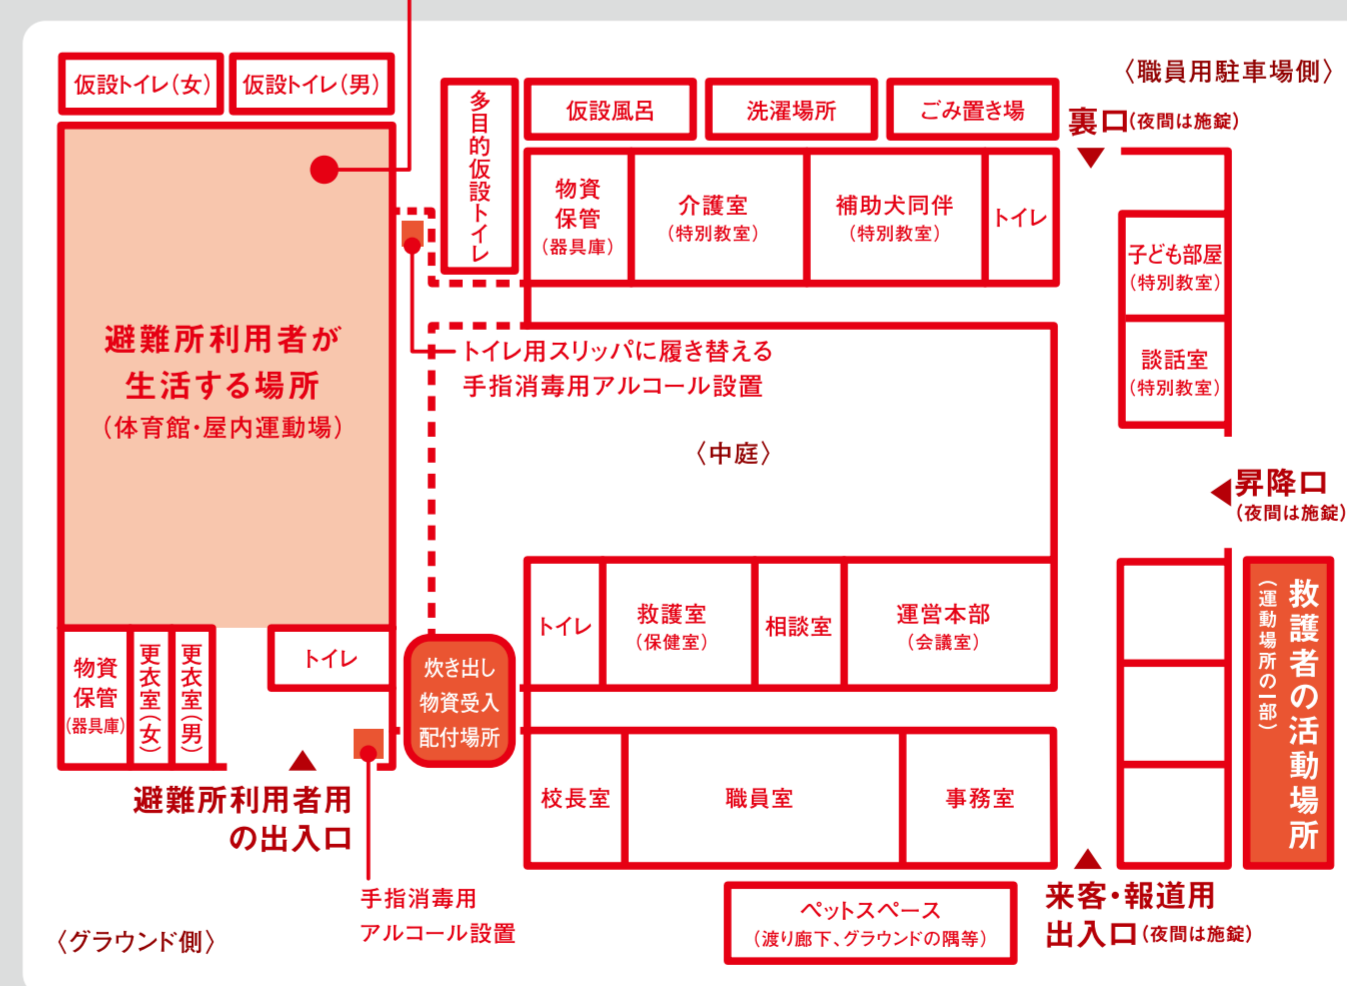 仮設トイレ(女)
仮設トイレ(男)
多目的仮設トイレ
仮設風呂
洗濯場所
ごみ置き場
〈職員用駐車場側〉
裏口(夜間は施錠)
物資
保管
(器具庫)
介護室
(特別教室)
補助犬同伴
(特別教室)
トイレ
子ども部屋
(特別教室)
談話室
(特別教室)
避難所利用者が
生活する場所
(体育館・屋内運動場)
トイレ用スリッパに履き替える
手指消毒用アルコール設置
〈中庭〉
昇降口
(夜間は施錠)
トイレ
救護室
(保健室)
相談室
運営本部
(会議室)
救護者の活動場所
(運動場所の一部)
物資
保管
(器具庫)
更衣室(女)
更衣室(男)
トイレ
炊き出し
物資受入
配付場所
校長室
職員室
事務室
避難所利用者用
の出入口
手指消毒用
アルコール設置
ペットスペース
(渡り廊下、グラウンドの隅等)
来客・報道用
出入口(夜間は施錠)
〈グラウンド側〉